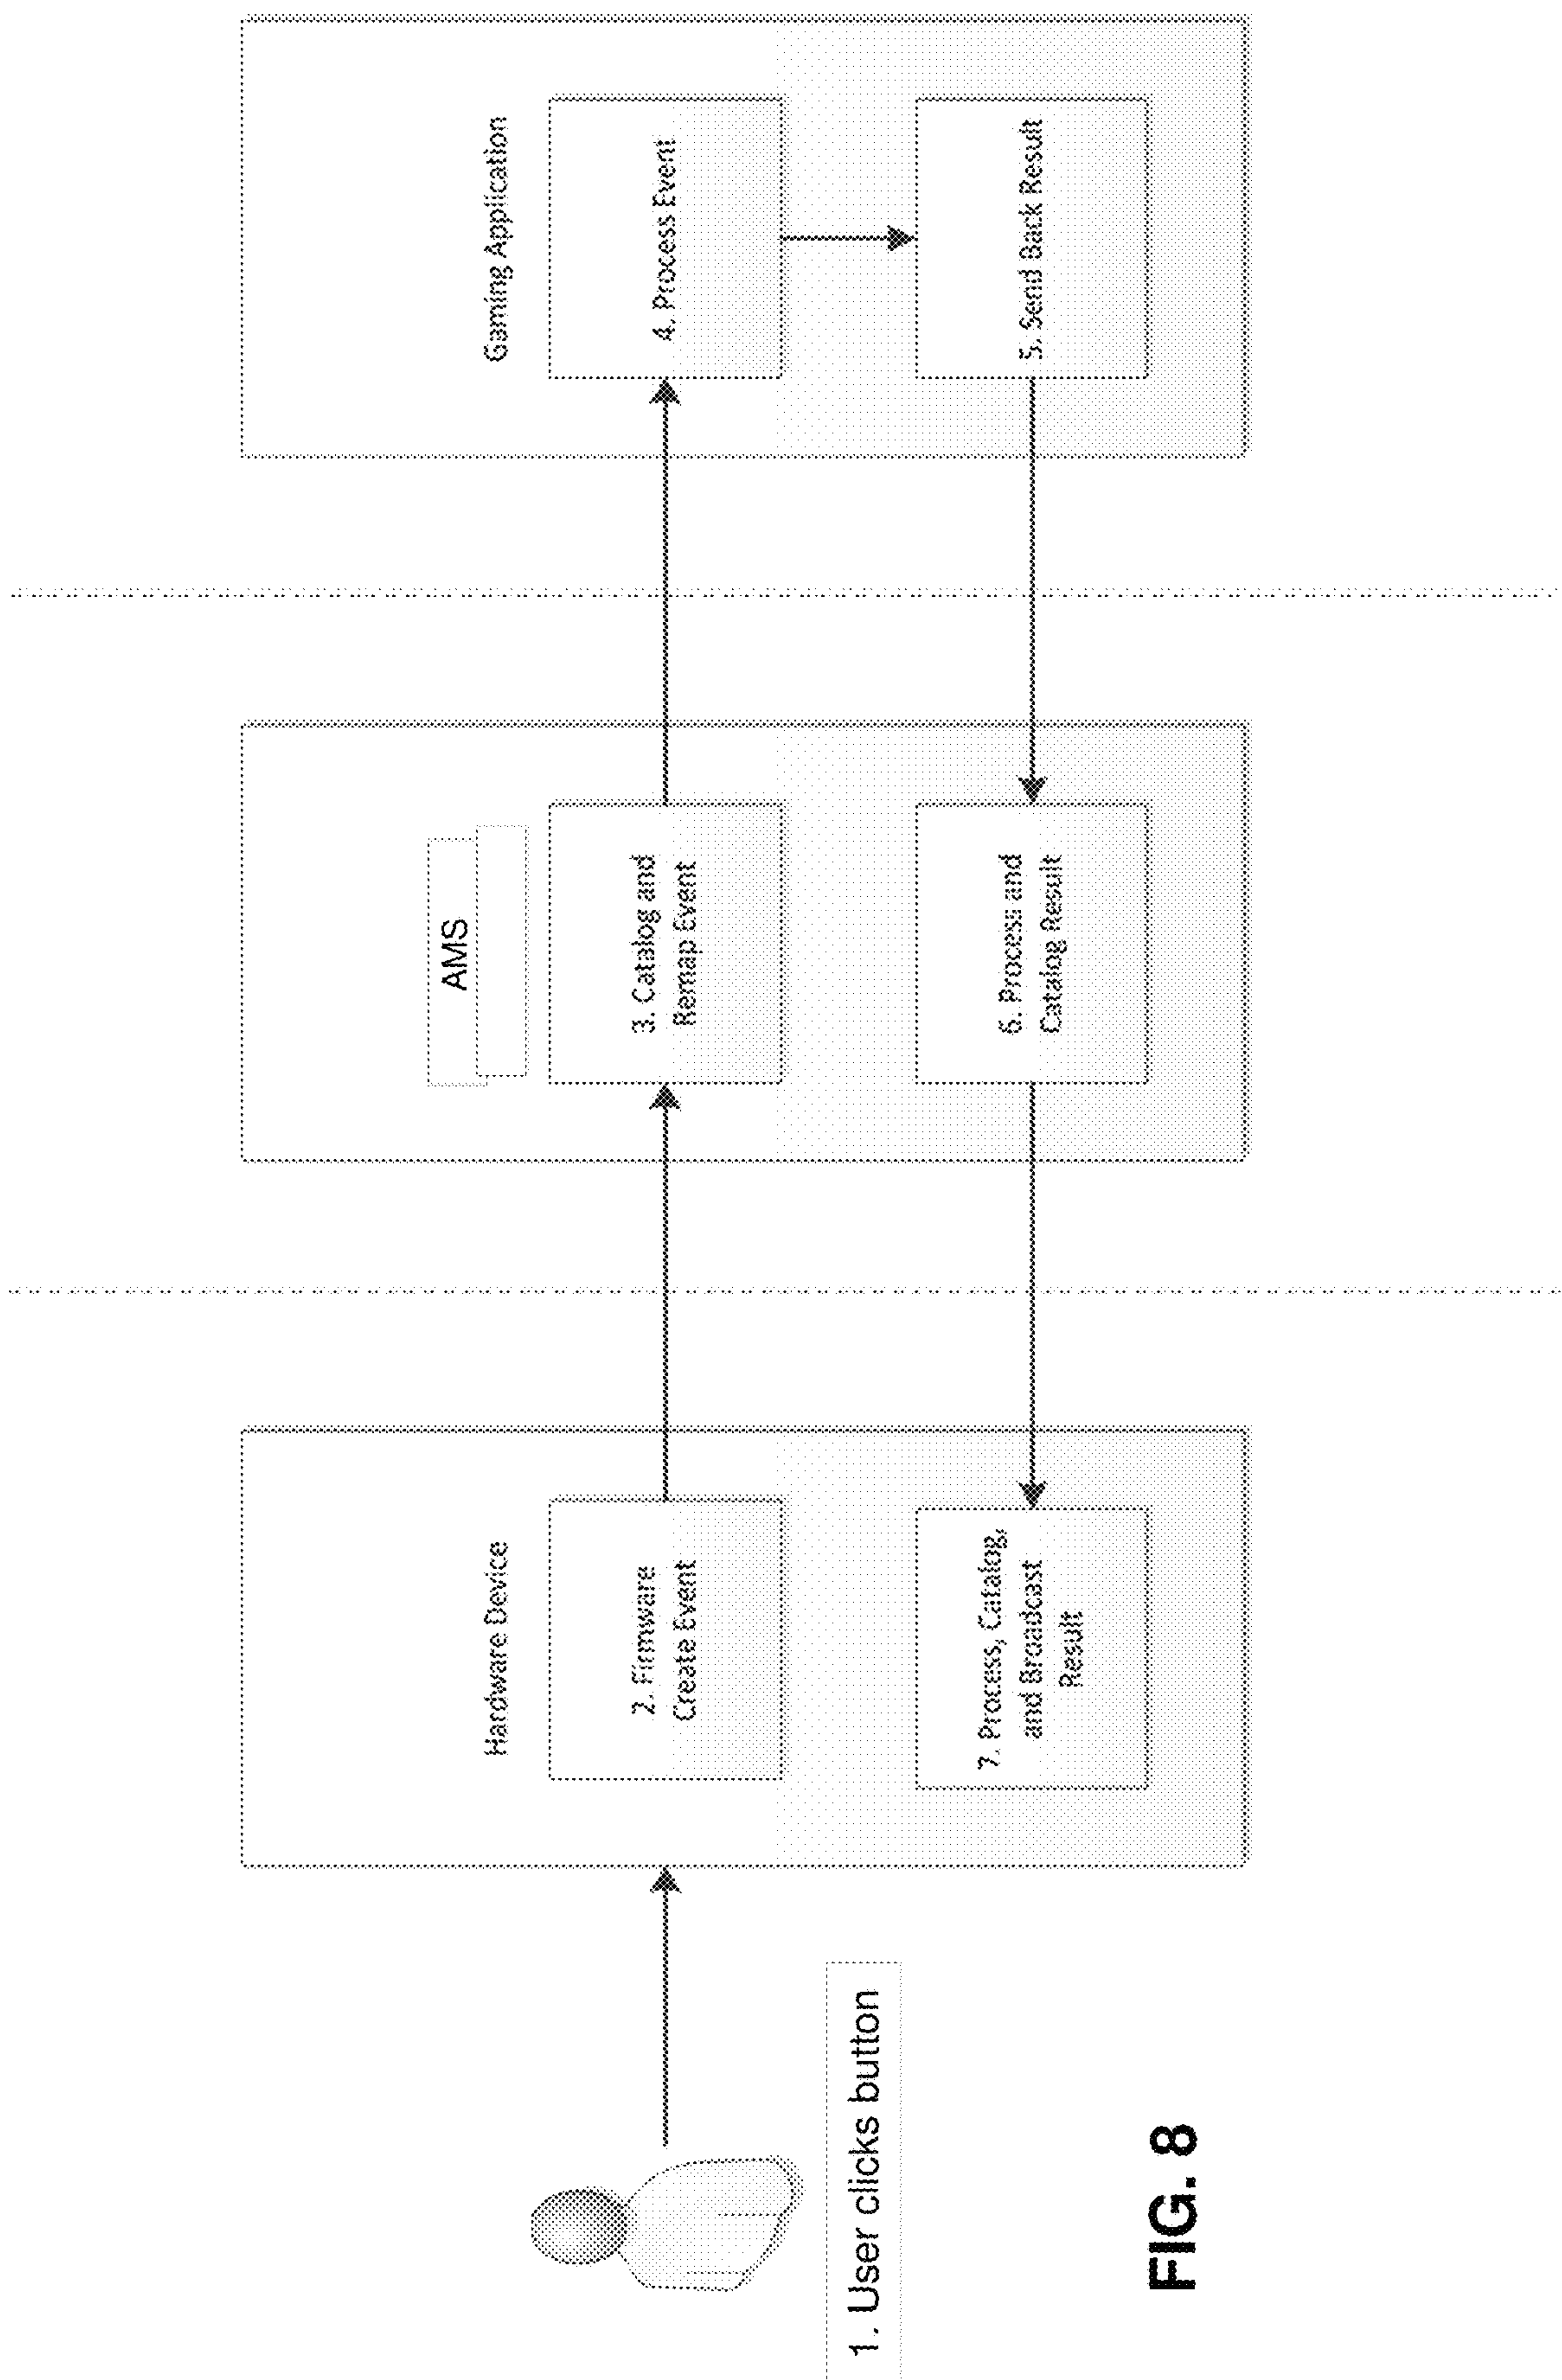 Hardware Device
AMS
Gaming Application
1. User clicks button
2. Firmware
Create Event
3. Catalog and
Remap Event
4. Process Event
5. Send Back Result
6. Process and
Catalog Result
7. Process, Catalog,
and Broadcast
Result
FIG. 8